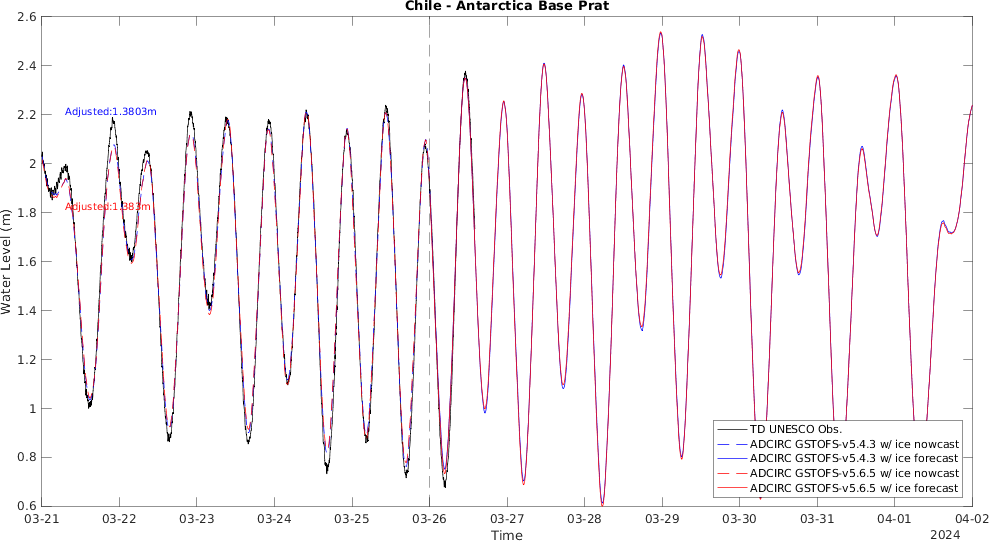 Chile - Antarctica Base Prat
2.6
2.4
2.2
2
1.8
1.6
1.4
1.2
1
0.8
0.6
Water Level (m)
Adjusted:1.3803m
Adjusted:1.383m
TD UNESCO Obs.
ADCIRC GSTOFS-v5.4.3 w/ ice nowcast
ADCIRC GSTOFS-v5.4.3 w/ ice forecast
ADCIRC GSTOFS-v5.6.5 w/ ice nowcast
ADCIRC GSTOFS-v5.6.5 w/ ice forecast
03-21 03-22 03-23 03-24 03-25 03-26 03-27 03-28 03-29 03-30 03-31 04-01 04-02
Time
2024